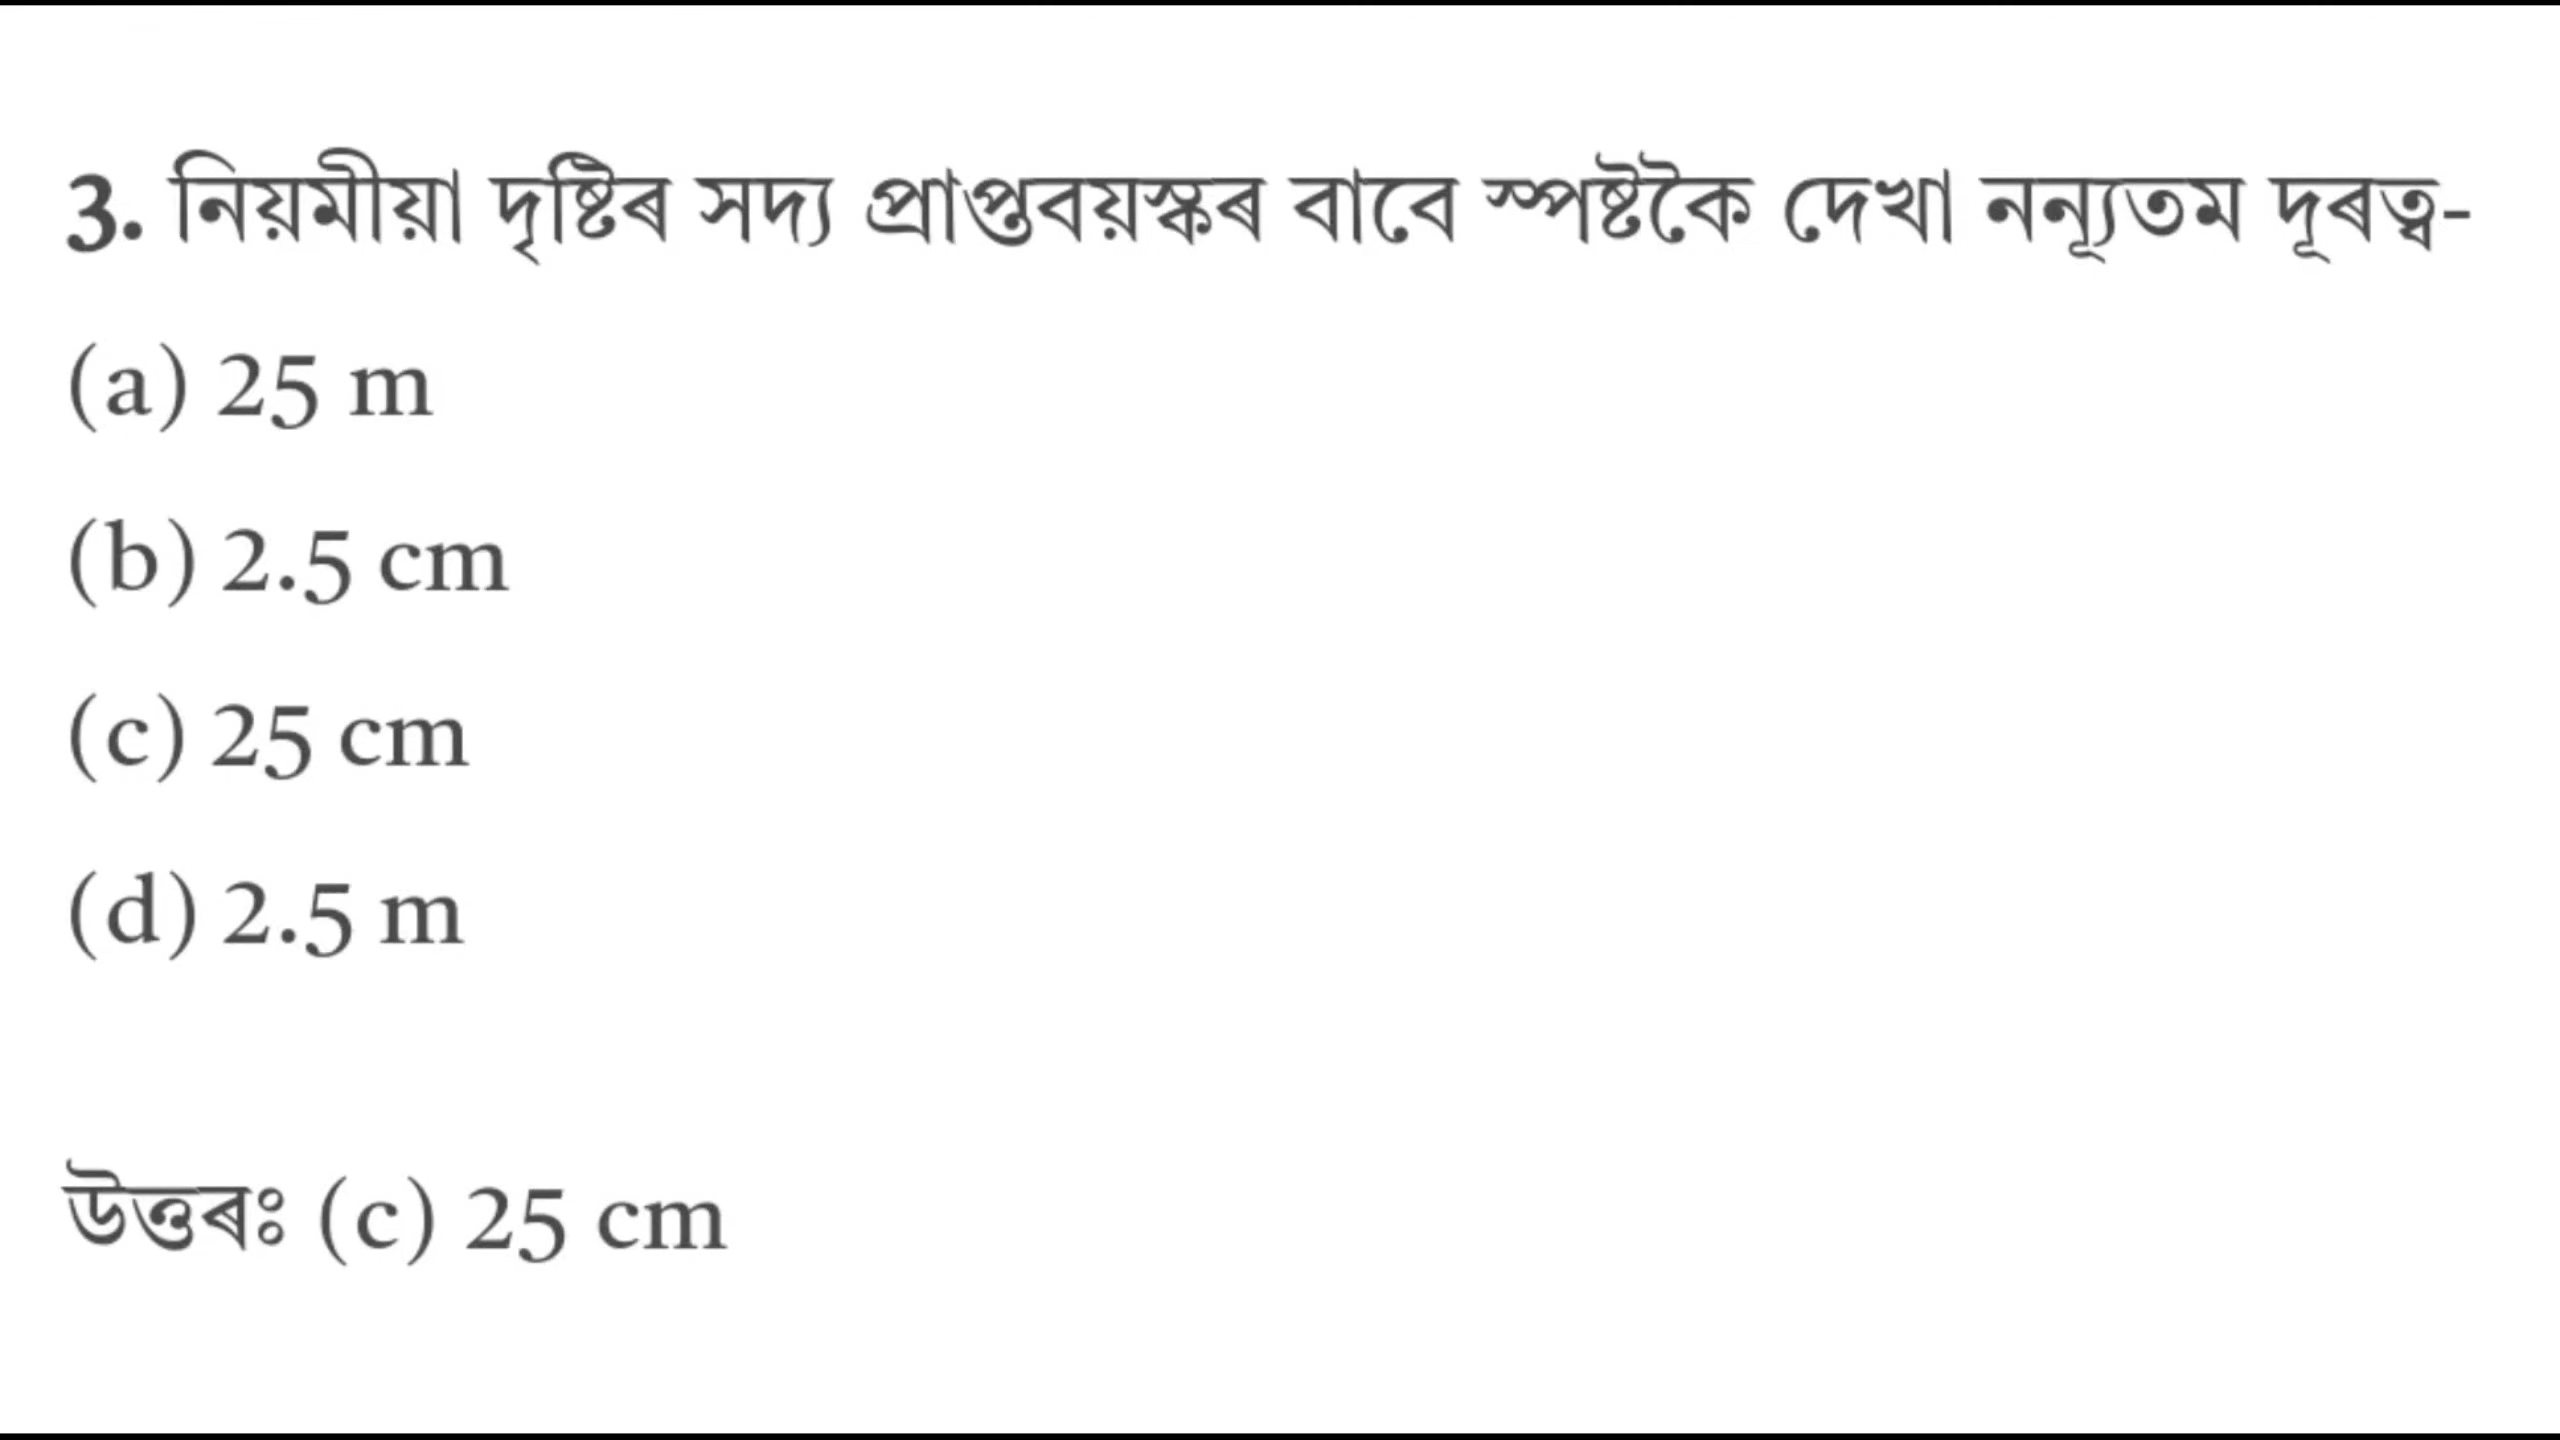 3. নিয়মীয়া দৃষ্টিৰ সদ্য প্ৰাপ্তবয়স্কৰ বাবে স্পষ্টকৈ দেখা নন্যূতম দূৰত্ব-
(a) 25 m
(b) 2.5 cm
(c) 25 cm
(d) 2.5 m
উত্তৰঃ (c) 25 cm